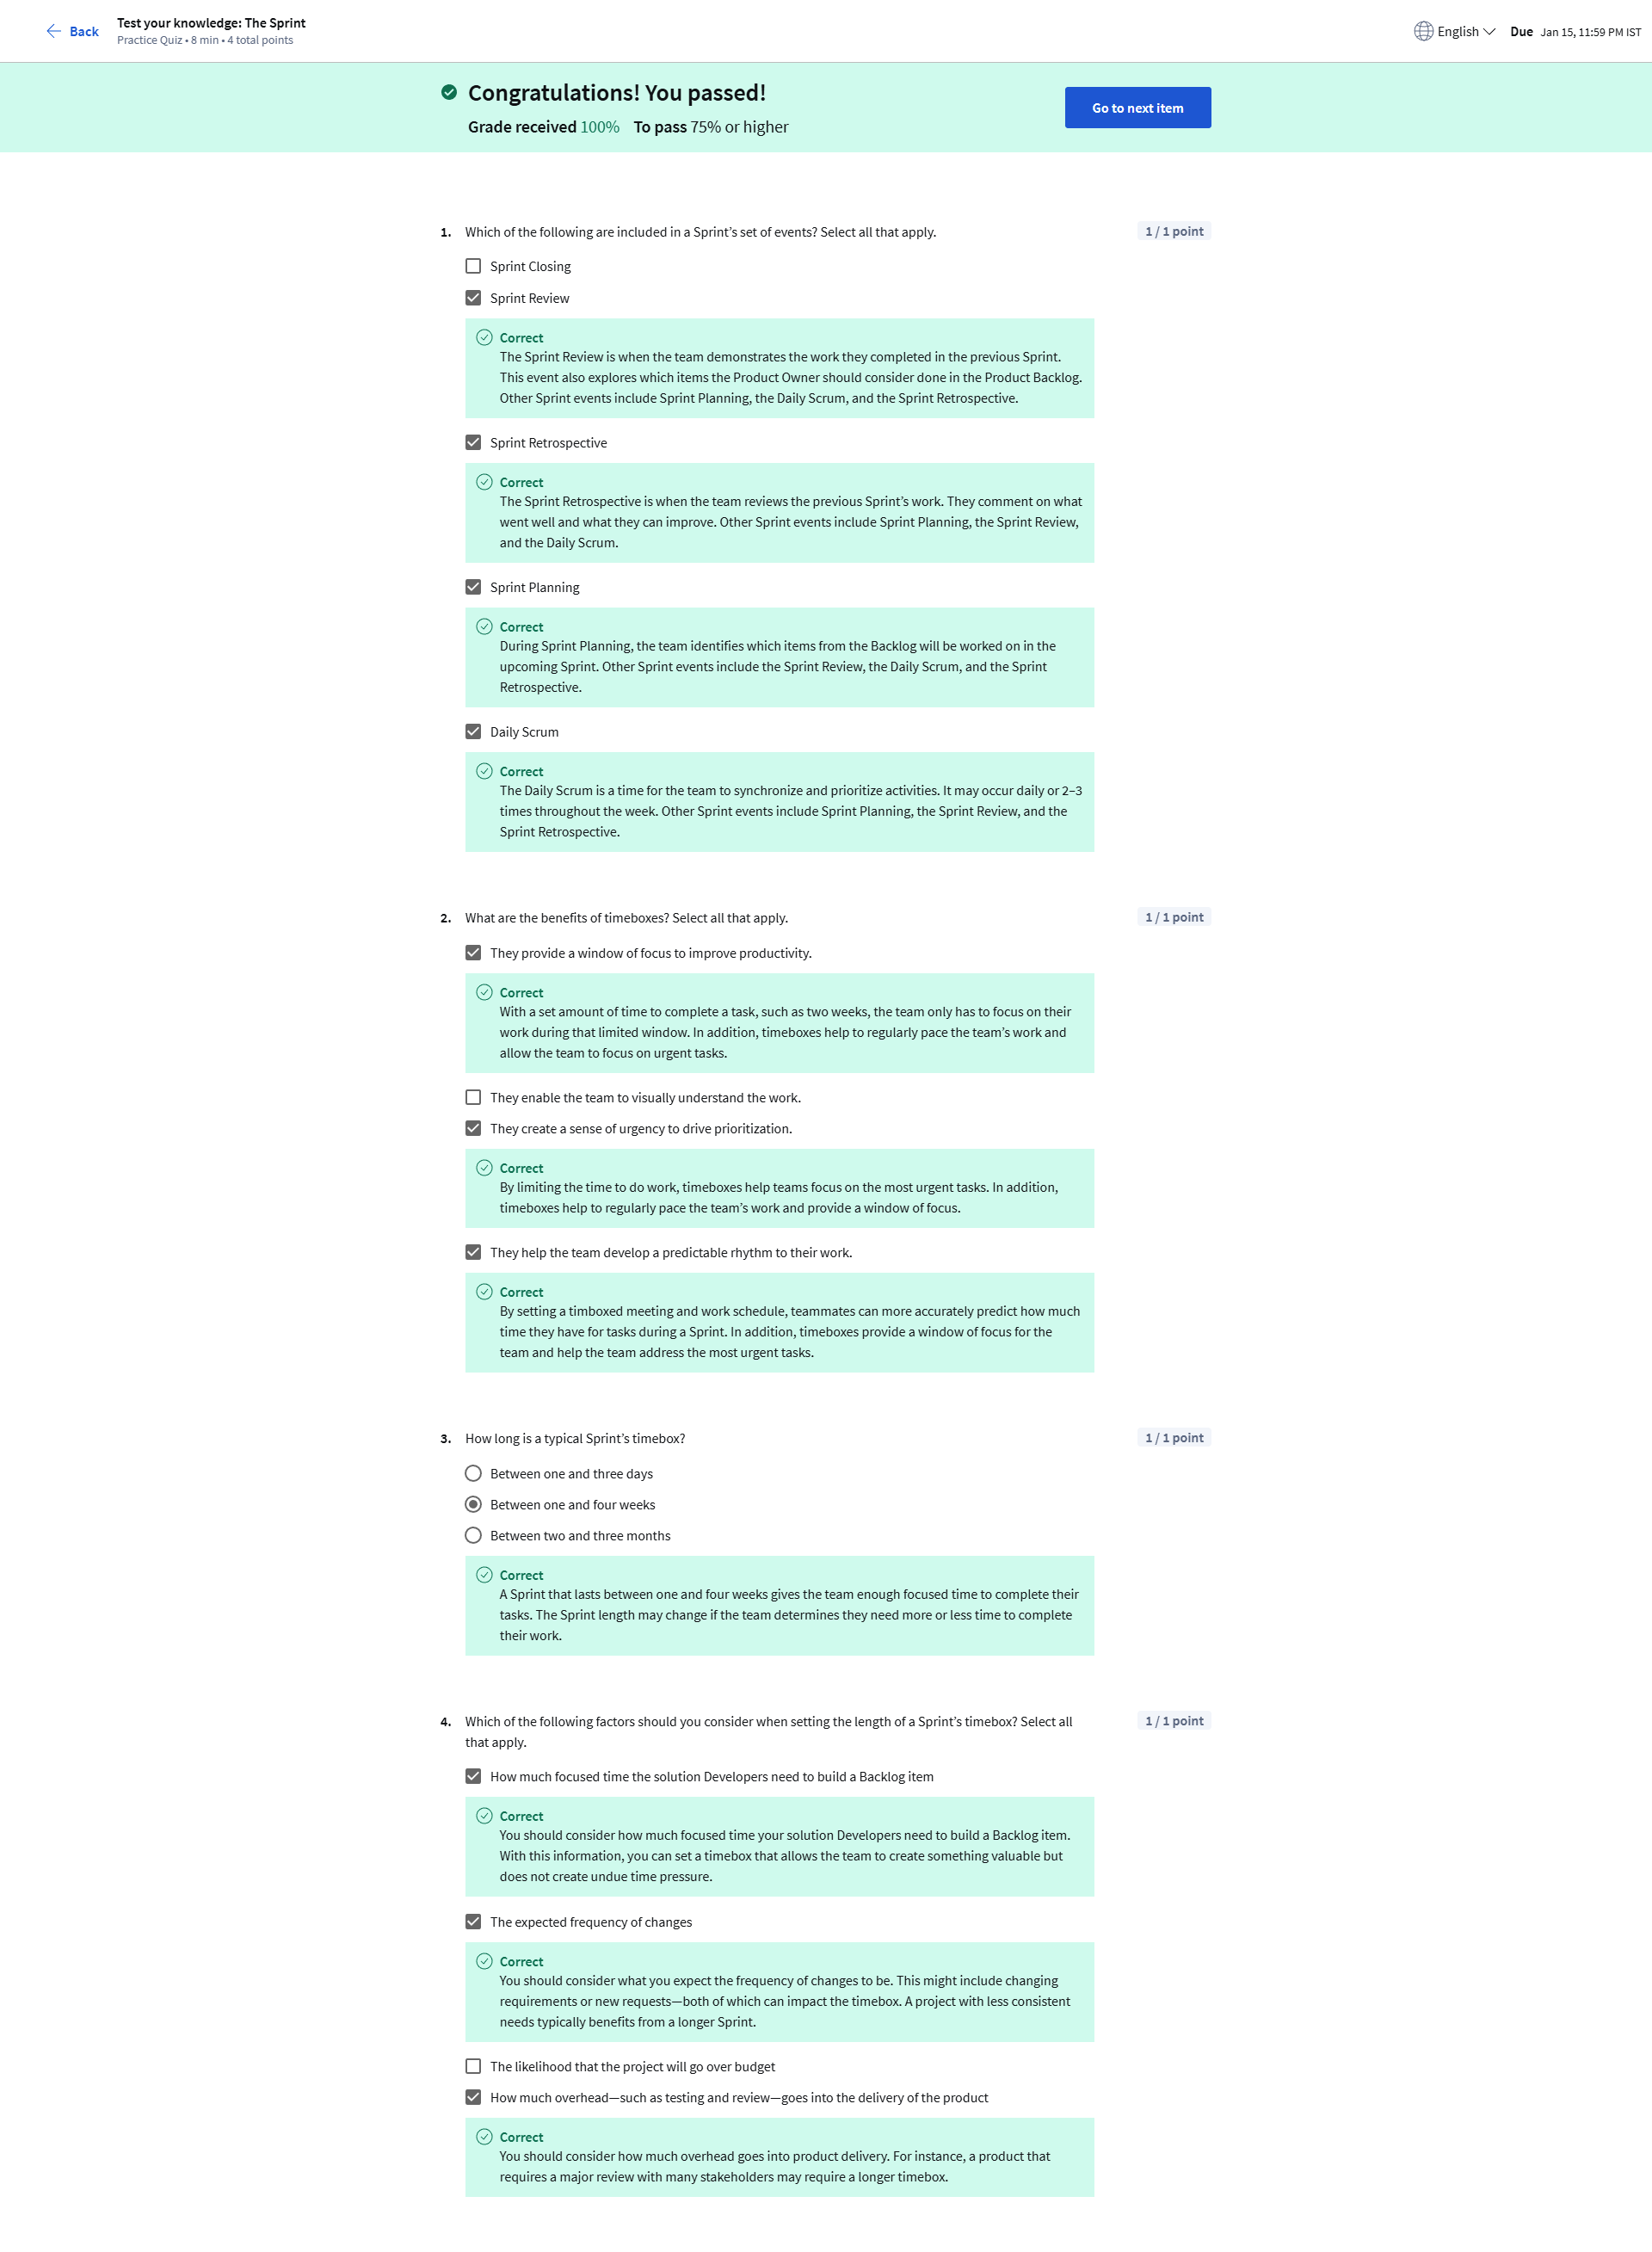 Back
Test your knowledge: The Sprint
Practice Quiz • 8 min • 4 total points
English
Due Jan 15, 11:59 PM IST
Congratulations! You passed!
Grade received 100% To pass 75% or higher
Go to next item
1. Which of the following are included in a Sprint’s set of events? Select all that apply.
1 / 1 point
Sprint Closing
Sprint Review
Correct
The Sprint Review is when the team demonstrates the work they completed in the previous Sprint.
This event also explores which items the Product Owner should consider done in the Product Backlog.
Other Sprint events include Sprint Planning, the Daily Scrum, and the Sprint Retrospective.
Sprint Retrospective
Correct
The Sprint Retrospective is when the team reviews the previous Sprint’s work. They comment on what
went well and what they can improve. Other Sprint events include Sprint Planning, the Sprint Review,
and the Daily Scrum.
Sprint Planning
Correct
During Sprint Planning, the team identifies which items from the Backlog will be worked on in the
upcoming Sprint. Other Sprint events include the Sprint Review, the Daily Scrum, and the Sprint
Retrospective.
Daily Scrum
Correct
The Daily Scrum is a time for the team to synchronize and prioritize activities. It may occur daily or 2–3
times throughout the week. Other Sprint events include Sprint Planning, the Sprint Review, and the
Sprint Retrospective.
2. What are the benefits of timeboxes? Select all that apply.
1 / 1 point
They provide a window of focus to improve productivity.
Correct
With a set amount of time to complete a task, such as two weeks, the team only has to focus on their
work during that limited window. In addition, timeboxes help to regularly pace the team’s work and
allow the team to focus on urgent tasks.
They enable the team to visually understand the work.
They create a sense of urgency to drive prioritization.
Correct
By limiting the time to do work, timeboxes help teams focus on the most urgent tasks. In addition,
timeboxes help to regularly pace the team’s work and provide a window of focus.
They help the team develop a predictable rhythm to their work.
Correct
By setting a timboxed meeting and work schedule, teammates can more accurately predict how much
time they have for tasks during a Sprint. In addition, timeboxes provide a window of focus for the
team and help the team address the most urgent tasks.
3. How long is a typical Sprint’s timebox?
1 / 1 point
Between one and three days
Between one and four weeks
Between two and three months
Correct
A Sprint that lasts between one and four weeks gives the team enough focused time to complete their
tasks. The Sprint length may change if the team determines they need more or less time to complete
their work.
4. Which of the following factors should you consider when setting the length of a Sprint’s timebox? Select all
that apply.
1 / 1 point
How much focused time the solution Developers need to build a Backlog item
Correct
You should consider how much focused time your solution Developers need to build a Backlog item.
With this information, you can set a timebox that allows the team to create something valuable but
does not create undue time pressure.
The expected frequency of changes
Correct
You should consider what you expect the frequency of changes to be. This might include changing
requirements or new requests—both of which can impact the timebox. A project with less consistent
needs typically benefits from a longer Sprint.
The likelihood that the project will go over budget
How much overhead—such as testing and review—goes into the delivery of the product
Correct
You should consider how much overhead goes into product delivery. For instance, a product that
requires a major review with many stakeholders may require a longer timebox.